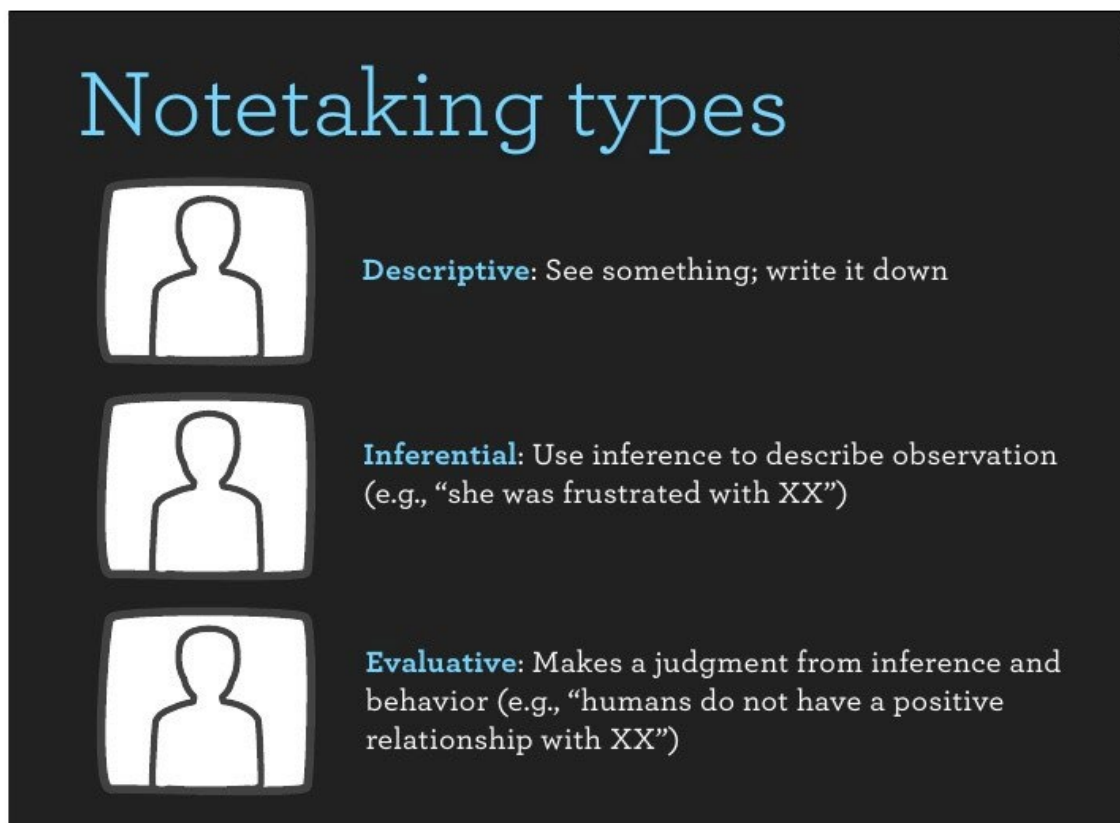 Notetaking types
Descriptive: See something; write it down
Inferential: Use inference to describe observation
(e.g., “she was frustrated with XX”)
Evaluative: Makes a judgment from inference and
behavior (e.g., “humans do not have a positive
relationship with XX”)